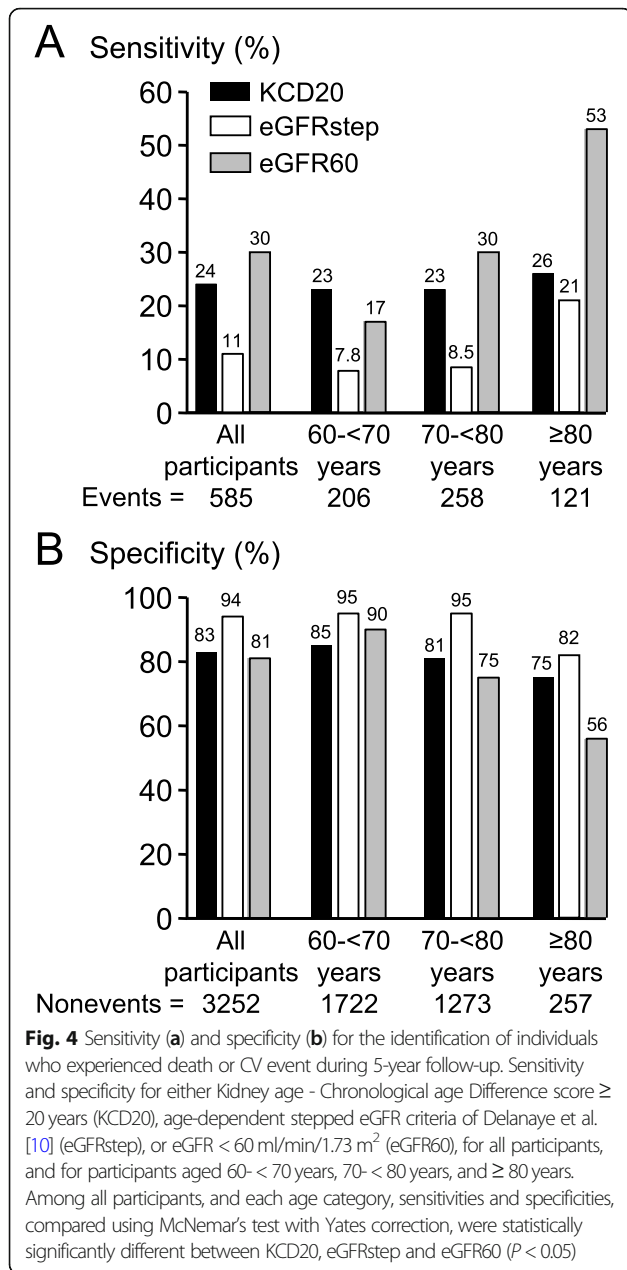 A Sensitivity (%)
60
50
40
30
20
10
0
KCD20
eGFRstep
eGFR60
24 11 30 23 7.8 17 23 8.5 30 26 21 53
All 60-<70 70-<80 ≥80
participants years years years
Events = 585 206 258 121
B Specificity (%)
100
80
60
40
20
0
83 94 81 85 95 90 81 95 75 75 82 56
All 60-<70 70-<80 ≥80
participants years years years
Nonevents = 3252 1722 1273 257
Fig. 4 Sensitivity (a) and specificity (b) for the identification of individuals
who experienced death or CV event during 5-year follow-up. Sensitivity
and specificity for either Kidney age - Chronological age Difference score ≥
20 years (KCD20), age-dependent stepped eGFR criteria of Delanaye et al.
[10] (eGFRstep), or eGFR < 60 ml/min/1.73 m² (eGFR60), for all participants,
and for participants aged 60- < 70 years, 70- < 80 years, and ≥ 80 years.
Among all participants, and each age category, sensitivities and specificities,
compared using McNemar's test with Yates correction, were statistically
significantly different between KCD20, eGFRstep and eGFR60 (P < 0.05)